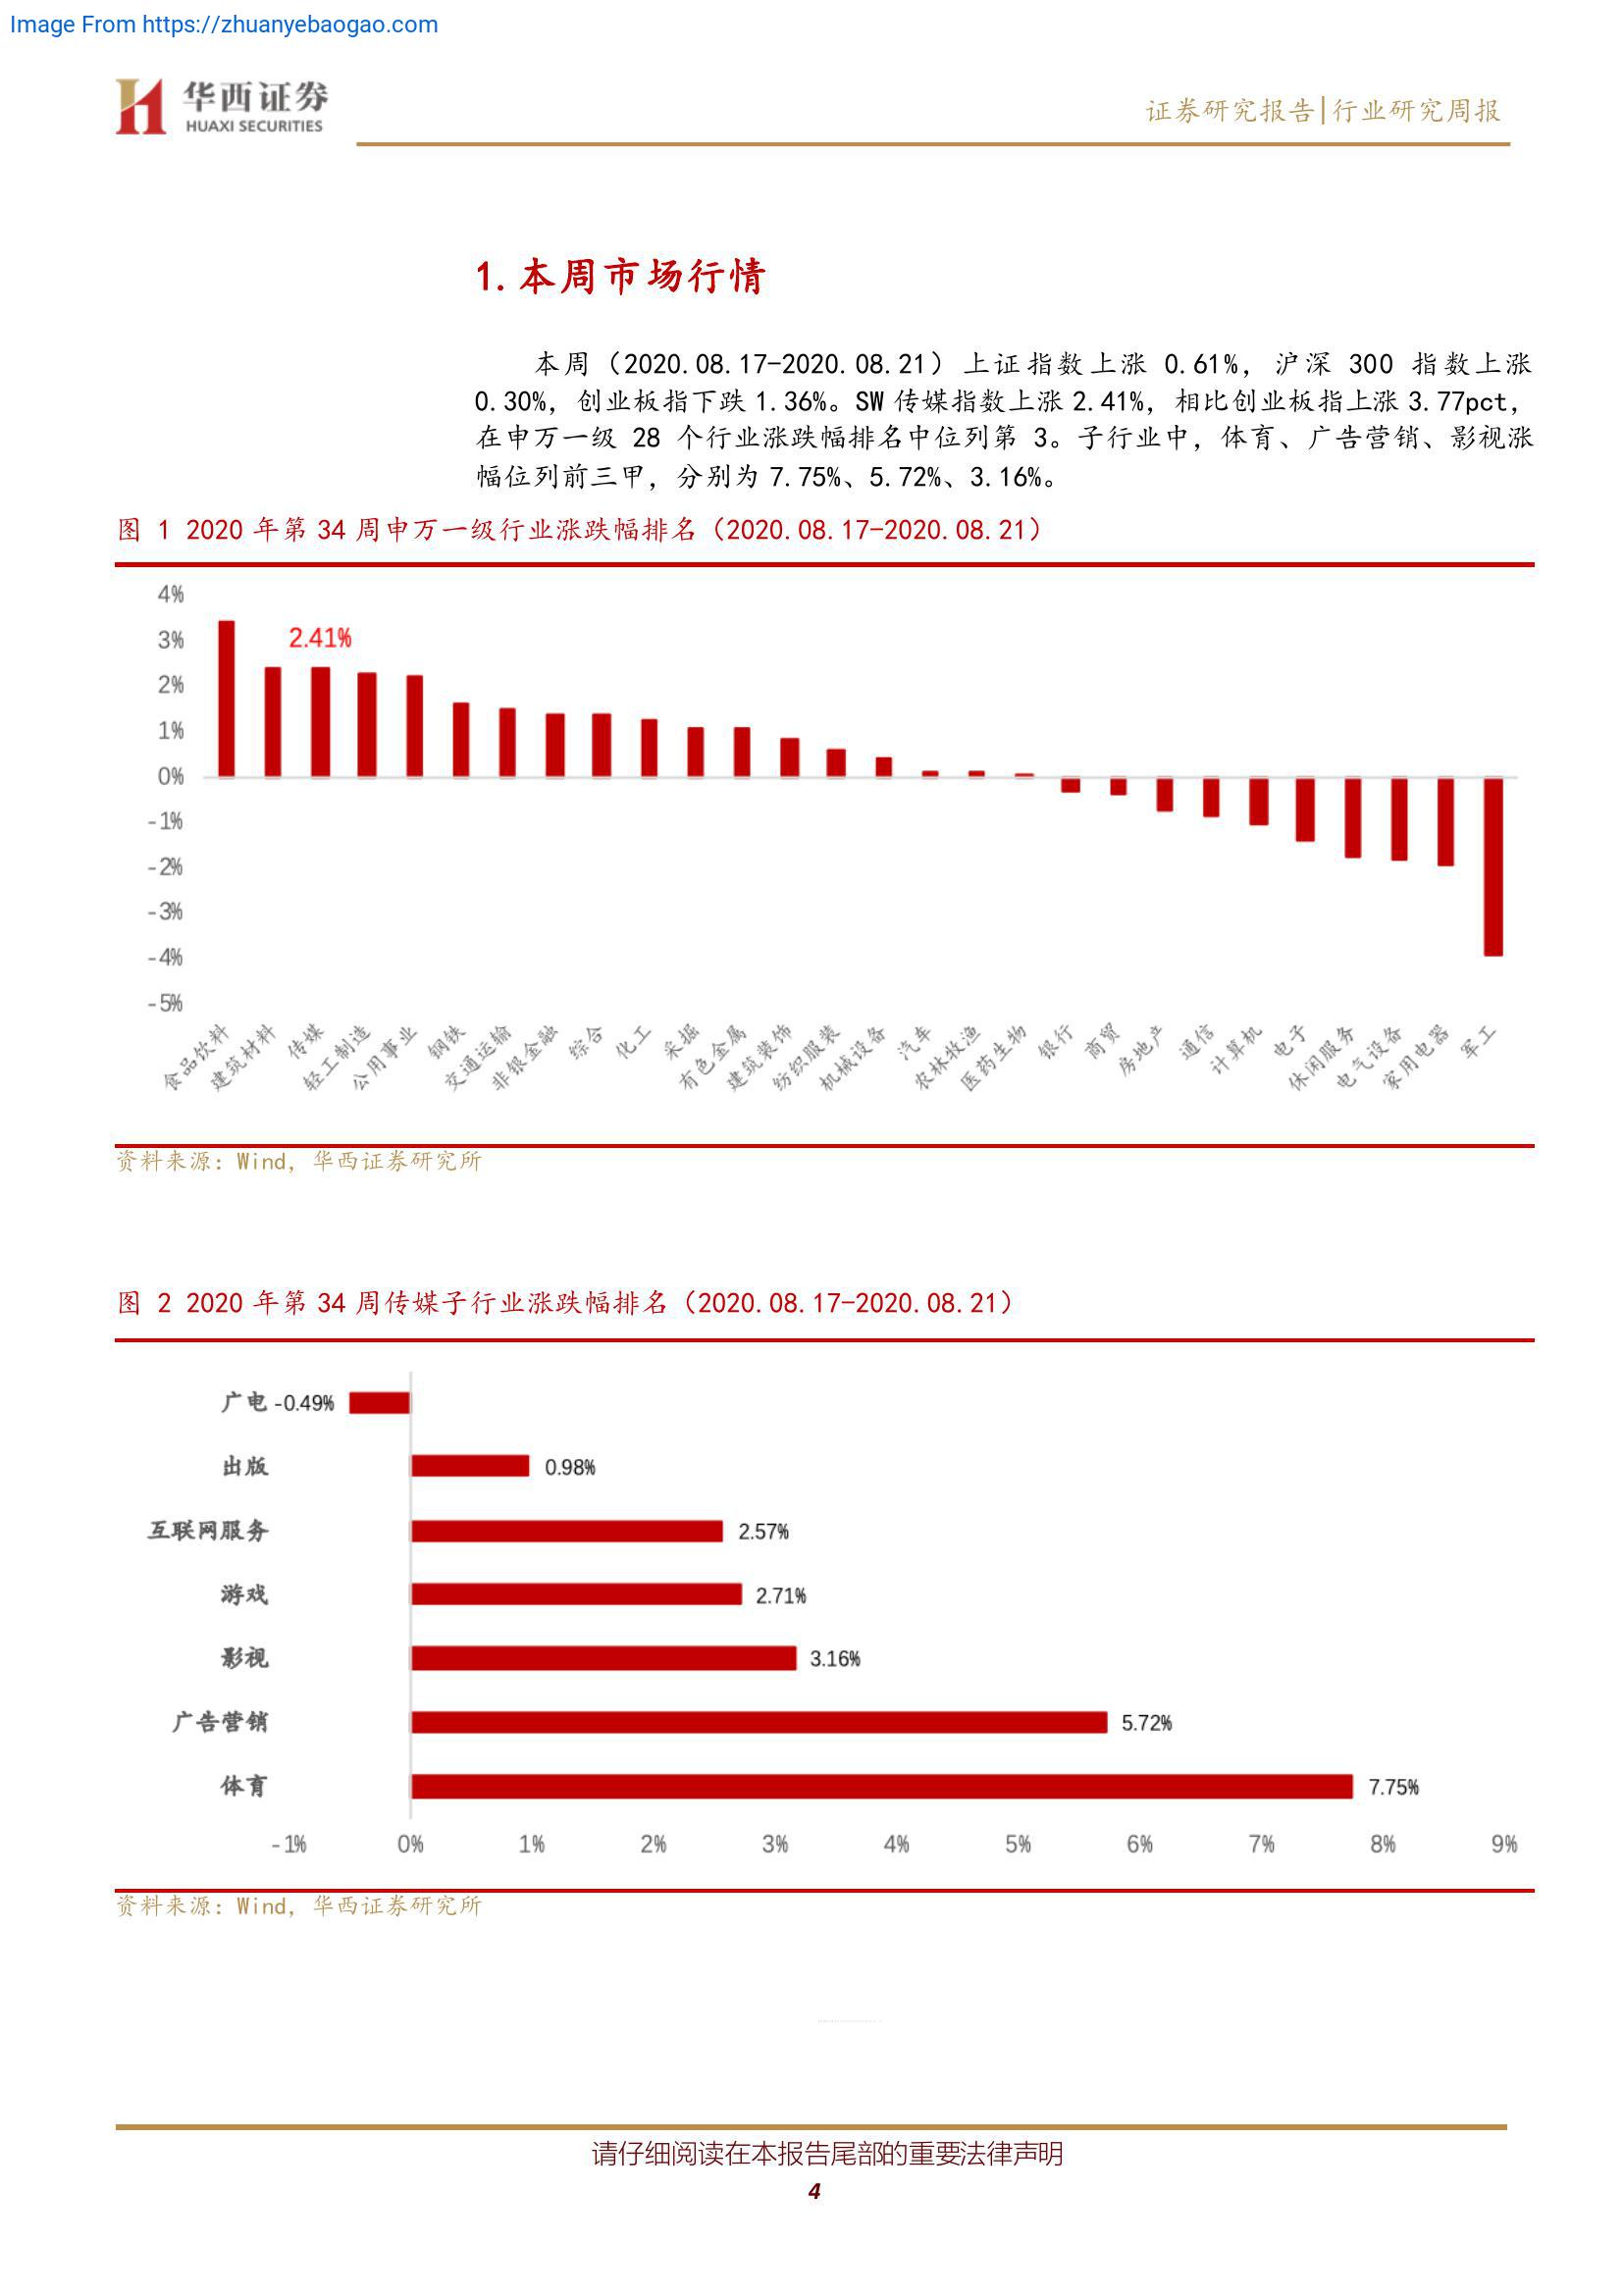 Image From https://zhuanyebaogao.com
华西证券
HUAXI SECURITIES
证券研究报告|行业研究周报
1. 本周市场行情
本周（2020.08.17-2020.08.21）上证指数上涨 0.61%，沪深 300 指数上涨
0.30%，创业板指下跌 1.36%。SW 传媒指数上涨 2.41%，相比创业板指上涨 3.77pct，
在申万一级 28 个行业涨跌幅排名中位列第 3。子行业中，体育、广告营销、影视涨
幅位列前三甲，分别为 7.75%、5.72%、3.16%。
图 1 2020 年第 34 周申万一级行业涨跌幅排名（2020.08.17-2020.08.21）
4%
3%
2.41%
2%
1%
0%
-1%
-2%
-3%
-4%
-5%
食品饮料
建筑材料
传媒
轻工制造
公用事业
钢铁
交通运输
非银金融
综合
化工
采掘
有色金属
建筑装饰
纺织服装
机械设备
汽车
农林牧渔
医药生物
银行
商贸
房地产
通信
计算机
电子
休闲服务
电气设备
家用电器
军工
资料来源：Wind，华西证券研究所
图 2 2020 年第 34 周传媒子行业涨跌幅排名（2020.08.17-2020.08.21）
广电 -0.49%
出版 0.98%
互联网服务 2.57%
游戏 2.71%
影视 3.16%
广告营销 5.72%
体育 7.75%
-1% 0% 1% 2% 3% 4% 5% 6% 7% 8% 9%
资料来源：Wind，华西证券研究所
请仔细阅读在本报告尾部的重要法律声明
4